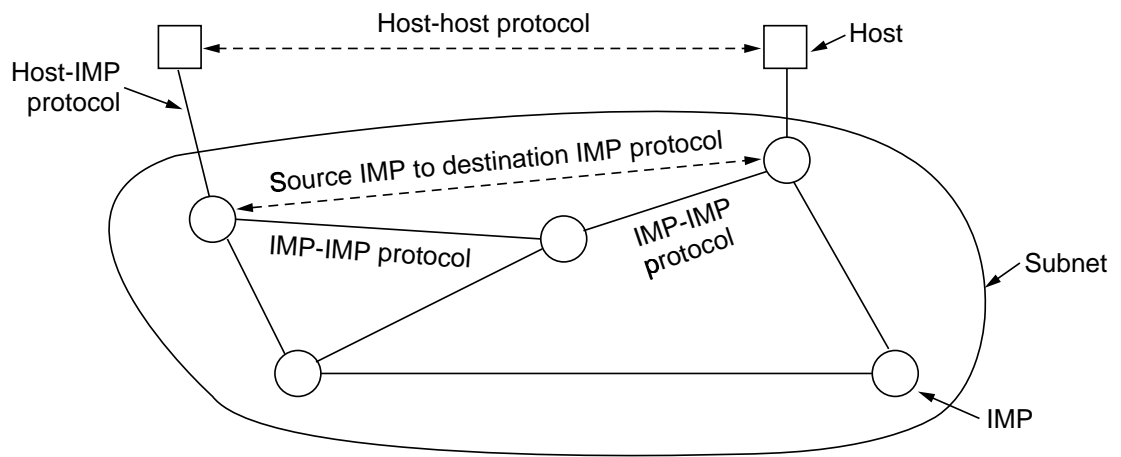 Host-host protocol
Host
Host-IMP
protocol
Source IMP to destination IMP protocol
IMP-IMP protocol
IMP-IMP
protocol
Subnet
IMP